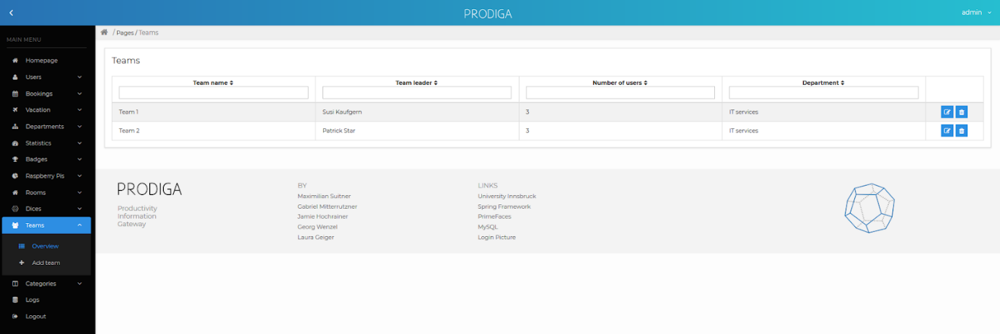 PRODIGA
admin
/ Pages / Teams
MAIN MENU
Homepage
Users
Bookings
Vacation
Departments
Statistics
Badges
Raspberry PIs
Rooms
Dices
Teams
Overview
Add team
Categories
Logs
Logout
Teams
Team name Team leader Number of users Department
Team 1 Susi Kaufgern 3 IT services
Team 2 Patrick Star 3 IT services
PRODIGA
Productivity
Information
Gateway
BY
Maximilian Suitner
Gabriel Mitterrutzner
Jamie Hochrainer
Georg Wenzel
Laura Geiger
LINKS
University Innsbruck
Spring Framework
PrimeFaces
MySQL
Login Picture